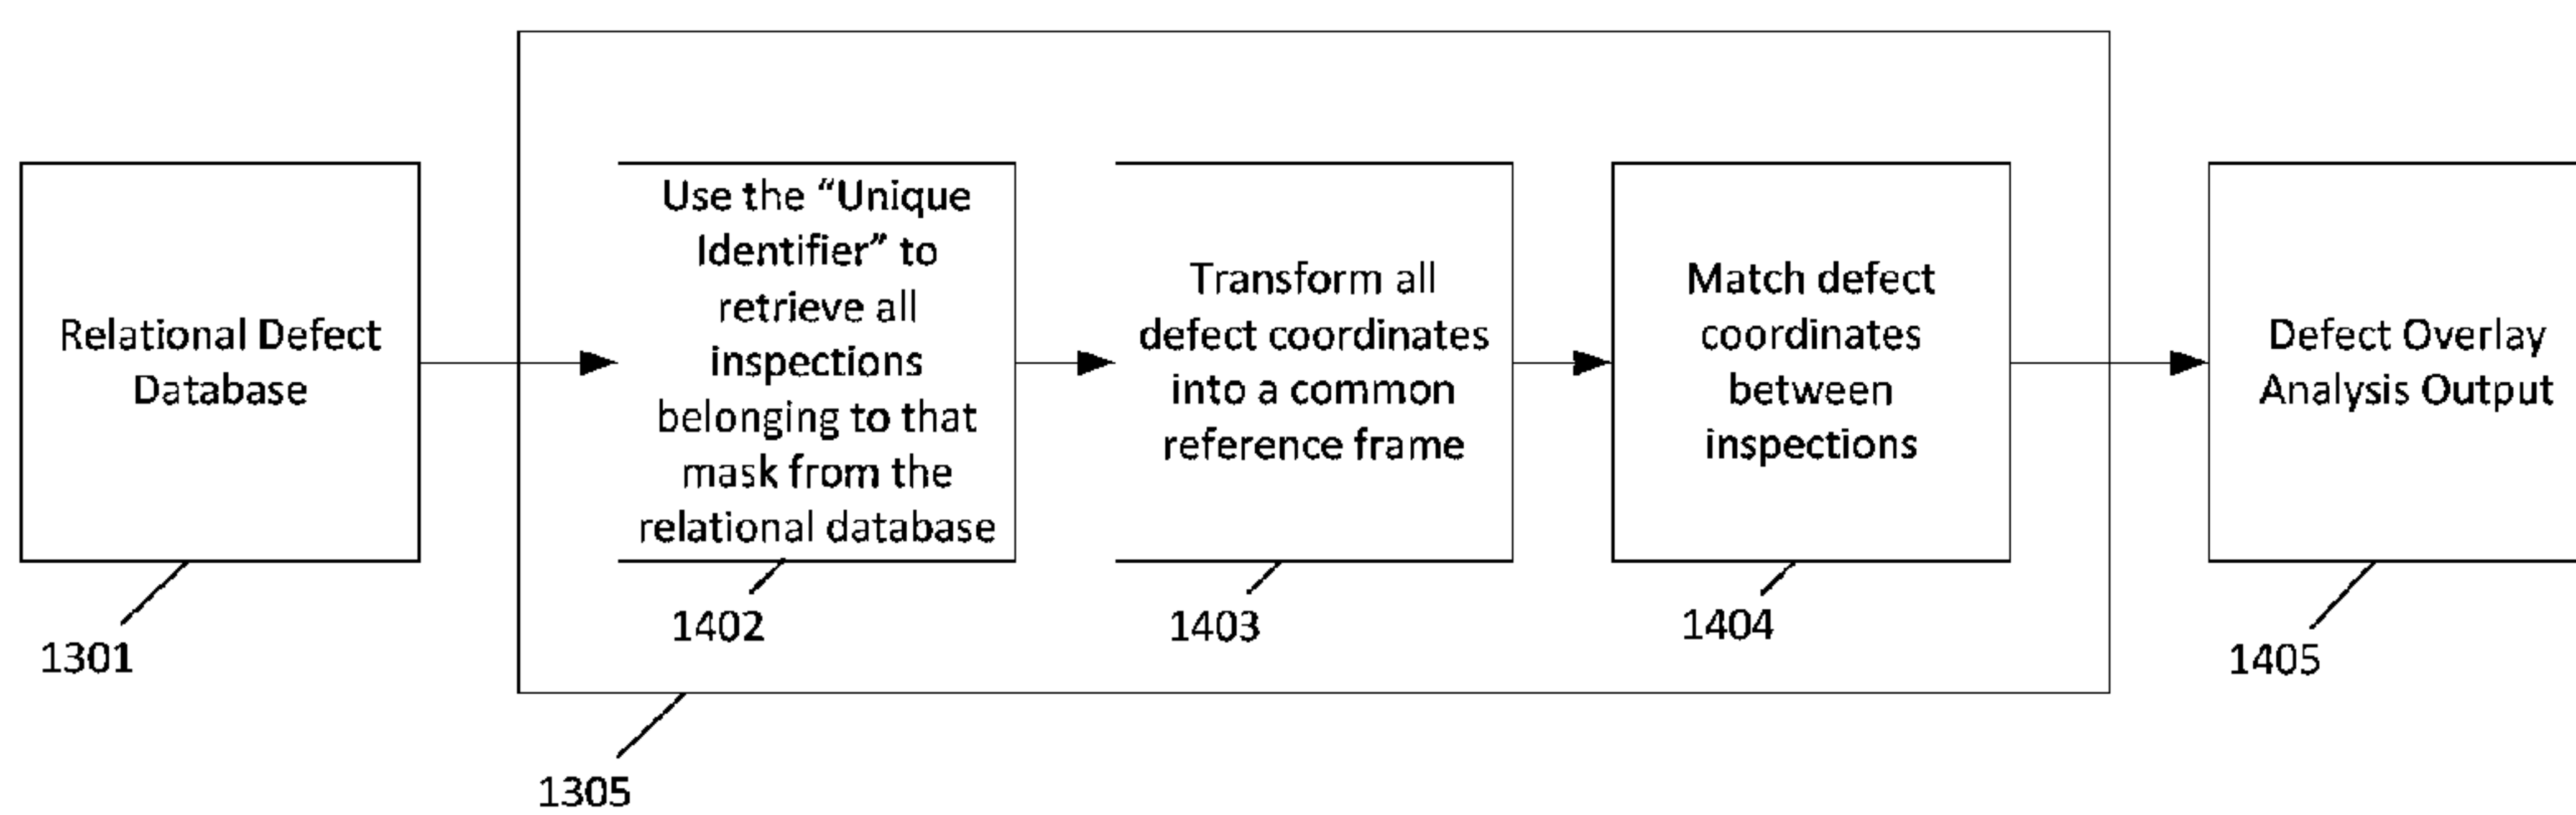 Relational Defect
Database
1301
Use the “Unique
Identifier” to
retrieve all
inspections
belonging to that
mask from the
relational database
1402
Transform all
defect coordinates
into a common
reference frame
1403
Match defect
coordinates
between
inspections
1404
Defect Overlay
Analysis Output
1405
1305